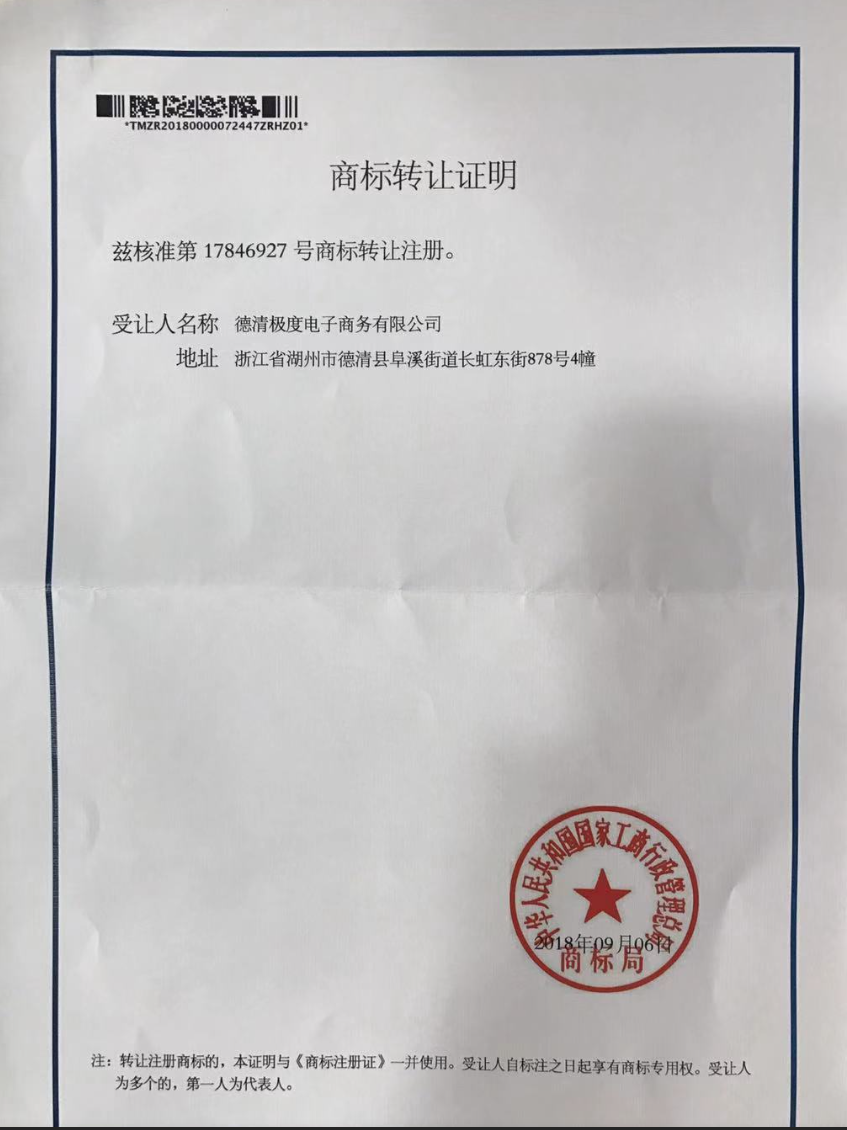 *TMZR20180000072447ZRHZ01*
商标转让证明
兹核准第 17846927 号商标转让注册。
受让人名称 德清极度电子商务有限公司
地址 浙江省湖州市德清县阜溪街道长虹东街878号4幢
中华人民共和国国家工商行政管理总局
2018年09月06日
商标局
注：转让注册商标的，本证明与《商标注册证》一并使用。受让人自标注之日起享有商标专用权。受让人
为多个的，第一人为代表人。